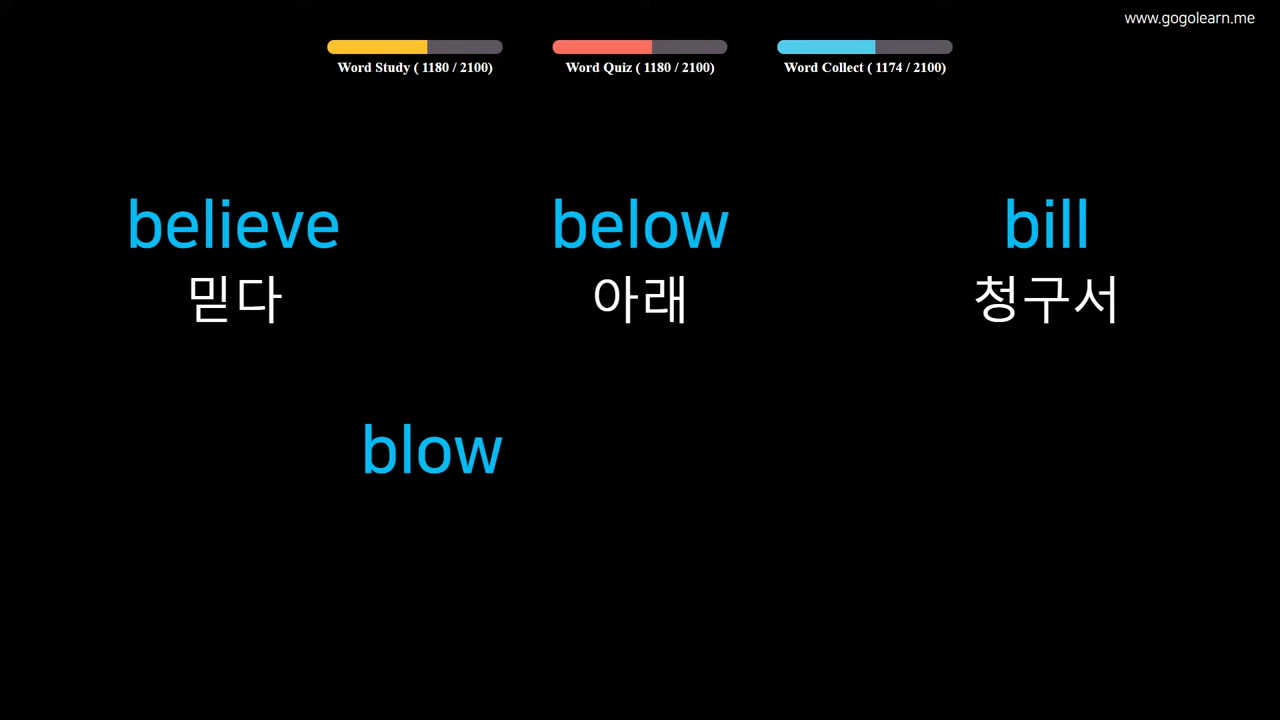 www.gogolearn.me
Word Study ( 1180 / 2100)
Word Quiz ( 1180 / 2100)
Word Collect ( 1174 / 2100)
believe
믿다
below
아래
bill
청구서
blow